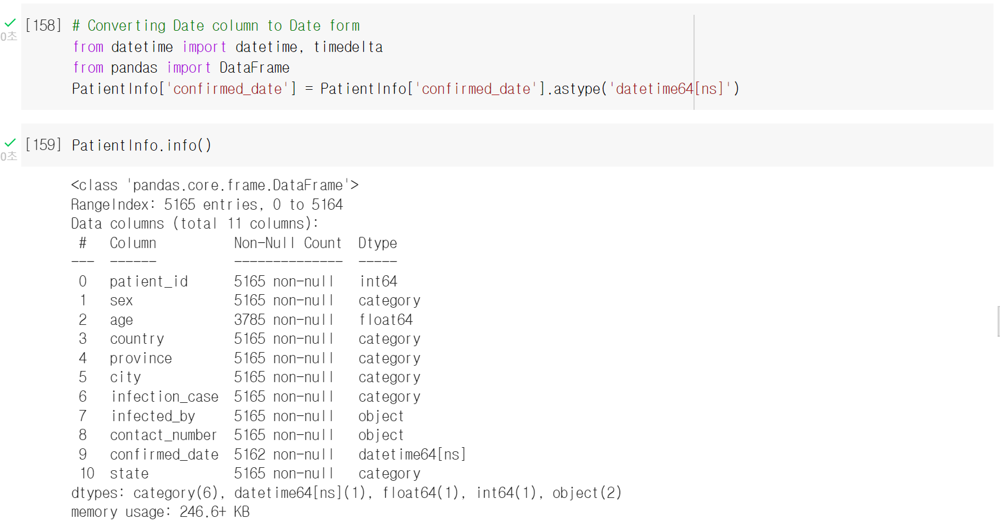 [158] # Converting Date column to Date form
0초
from datetime import datetime, timedelta
from pandas import DataFrame
PatientInfo['confirmed_date'] = PatientInfo['confirmed_date'].astype('datetime64[ns]')
[159] PatientInfo.info()
0초
<class 'pandas.core.frame.DataFrame'>
RangeIndex: 5165 entries, 0 to 5164
Data columns (total 11 columns):
 #   Column          Non-Null Count  Dtype
---  ------          --------------  -----
 0   patient_id      5165 non-null   int64
 1   sex             5165 non-null   category
 2   age             3785 non-null   float64
 3   country         5165 non-null   category
 4   province        5165 non-null   category
 5   city            5165 non-null   category
 6   infection_case  5165 non-null   category
 7   infected_by     5165 non-null   object
 8   contact_number  5165 non-null   object
 9   confirmed_date  5162 non-null   datetime64[ns]
 10  state           5165 non-null   category
dtypes: category(6), datetime64[ns](1), float64(1), int64(1), object(2)
memory usage: 246.6+ KB